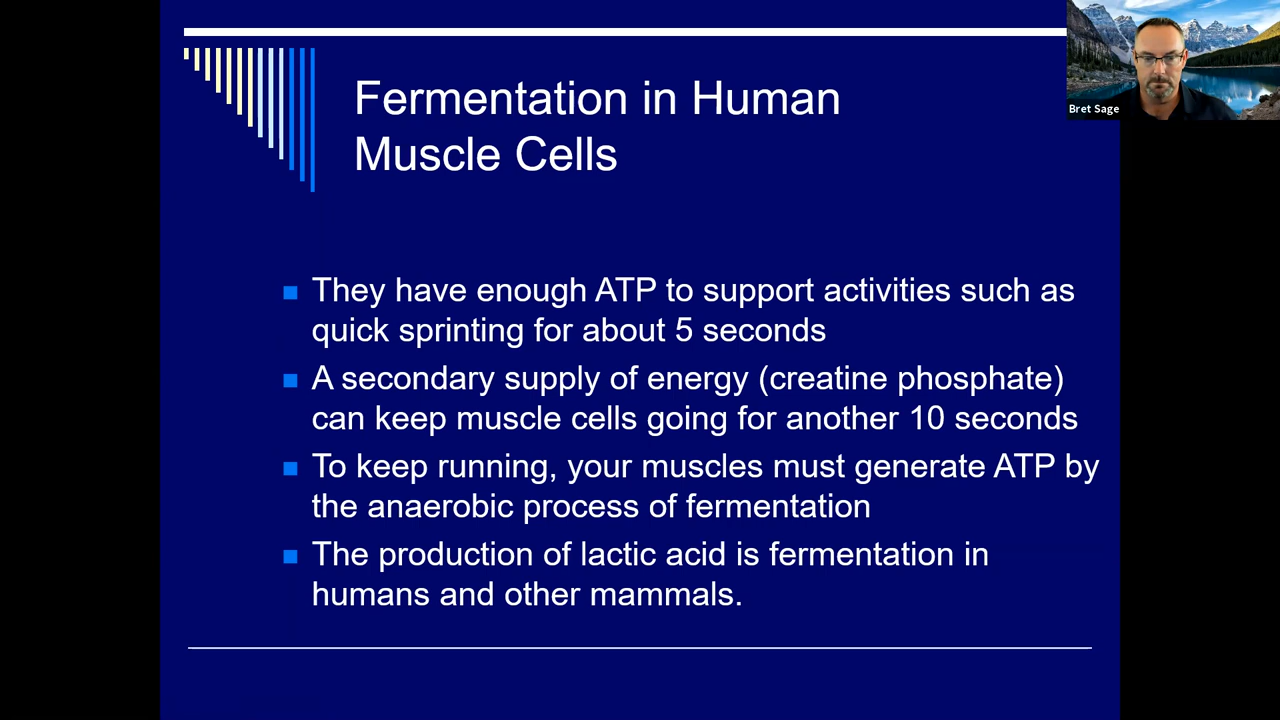 Fermentation in Human
Muscle Cells
Bret Sage
They have enough ATP to support activities such as
quick sprinting for about 5 seconds
A secondary supply of energy (creatine phosphate)
can keep muscle cells going for another 10 seconds
To keep running, your muscles must generate ATP by
the anaerobic process of fermentation
The production of lactic acid is fermentation in
humans and other mammals.